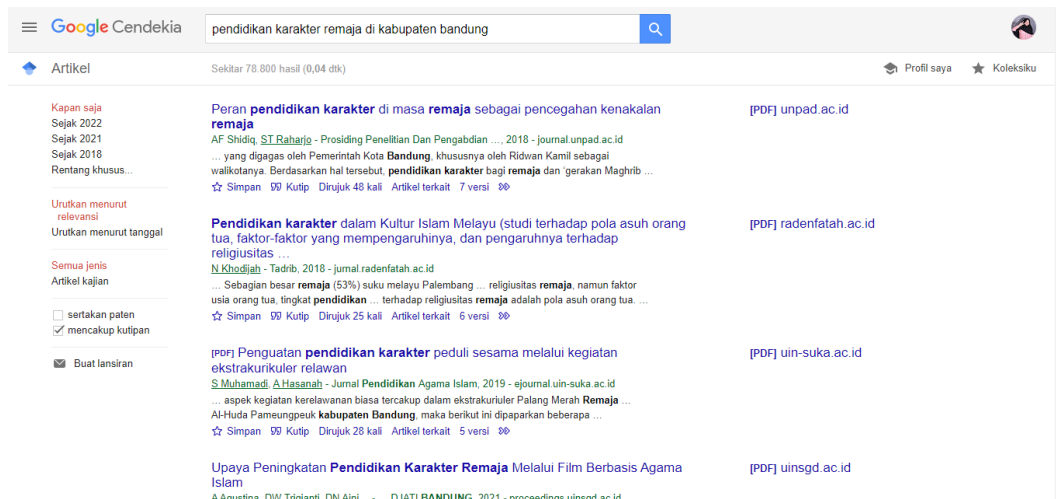 Google Cendekia
pendidikan karakter remaja di kabupaten bandung
Artikel
Sekitar 78.800 hasil (0,04 dtk)
Profil saya
Koleksiku
Kapan saja
Sejak 2022
Sejak 2021
Sejak 2018
Rentang khusus...
Urutkan menurut
relevansi
Urutkan menurut tanggal
Semua jenis
Artikel kajian
sertakan paten
mencakup kutipan
Buat lansiran
Peran pendidikan karakter di masa remaja sebagai pencegahan kenakalan
remaja
AF Shidiq, ST Raharjo - Prosiding Penelitian Dan Pengabdian …, 2018 - journal.unpad.ac.id
… yang digagas oleh Pemerintah Kota Bandung, khususnya oleh Ridwan Kamil sebagai
walikotanya. Berdasarkan hal tersebut, pendidikan karakter bagi remaja dan 'gerakan Maghrib …
Simpan Kutip Dirujuk 48 kali Artikel terkait 7 versi
[PDF] unpad.ac.id
Pendidikan karakter dalam Kultur Islam Melayu (studi terhadap pola asuh orang
tua, faktor-faktor yang mempengaruhinya, dan pengaruhnya terhadap
religiusitas …
N Khodijah - Tadrib, 2018 - jurnal.radenfatah.ac.id
… Sebagian besar remaja (53%) suku melayu Palembang … religiusitas remaja, namun faktor
usia orang tua, tingkat pendidikan … terhadap religiusitas remaja adalah pola asuh orang tua. …
Simpan Kutip Dirujuk 25 kali Artikel terkait 6 versi
[PDF] radenfatah.ac.id
[PDF] Penguatan pendidikan karakter peduli sesama melalui kegiatan
ekstrakurikuler relawan
S Muhamadi, A Hasanah - Jurnal Pendidikan Agama Islam, 2019 - ejournal.uin-suka.ac.id
… aspek kegiatan kerelawanan biasa tercakup dalam ekstrakuriuler Palang Merah Remaja …
Al-Huda Pameungpeuk kabupaten Bandung, maka berikut ini dipaparkan beberapa …
Simpan Kutip Dirujuk 28 kali Artikel terkait 5 versi
[PDF] uin-suka.ac.id
Upaya Peningkatan Pendidikan Karakter Remaja Melalui Film Berbasis Agama
Islam
A Agustina, DW Trigianti, DN Aini… - … DJATI BANDUNG, 2021 - proceedings.uinsgd.ac.id
[PDF] uinsgd.ac.id